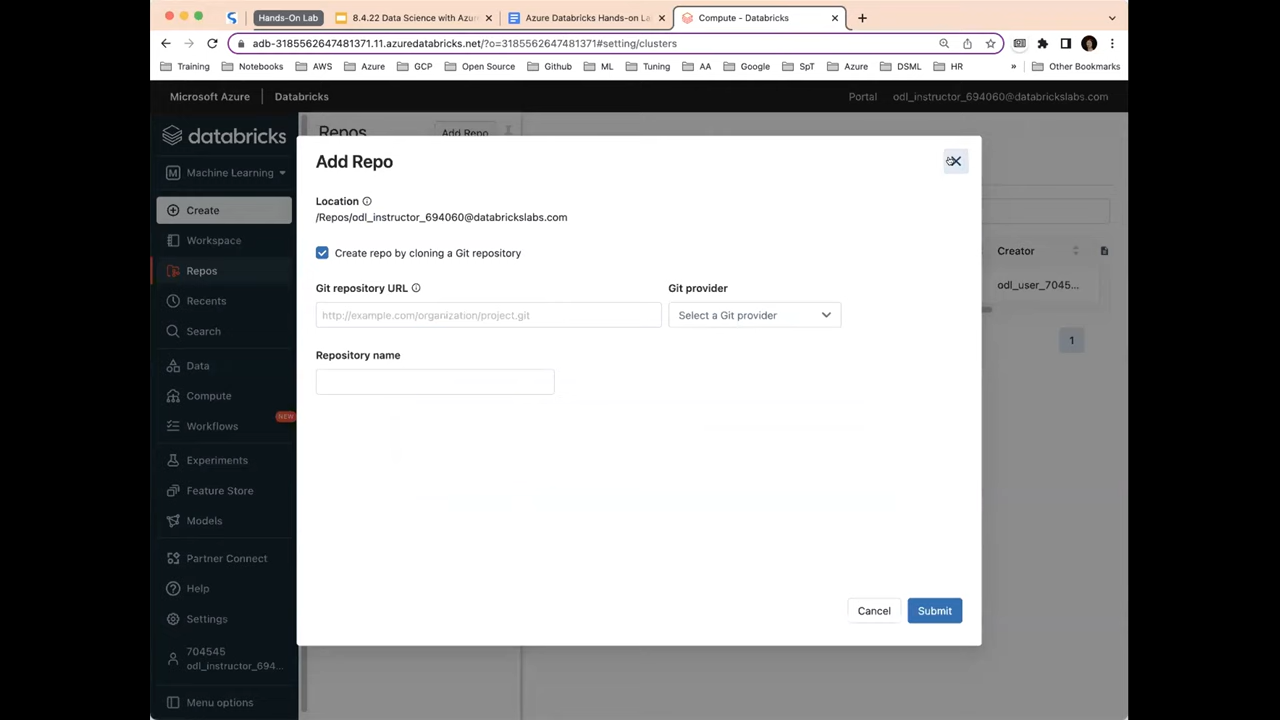 Hands-On Lab
8.4.22 Data Science with Azur
Azure Databricks Hands-on La
Compute - Databricks
adb-3185562647481371.11.azuredatabricks.net/?o=3185562647481371#setting/clusters
Training Notebooks AWS Azure GCP Open Source Github ML Tuning AA Google SpT Azure DSML HR » Other Bookmarks
Microsoft Azure Databricks Portal odl_instructor_694060@databrickslabs.com
databricks
M Machine Learning
Create
Workspace
Repos
Recents
Search
Data
Compute
Workflows
NEW
Experiments
Feature Store
Models
Partner Connect
Help
Settings
704545
odl_instructor_694...
Menu options
Repos Add Repo
Add Repo
Location
/Repos/odl_instructor_694060@databrickslabs.com
Create repo by cloning a Git repository
Git repository URL Git provider
http://example.com/organization/project.git Select a Git provider
Repository name
Cancel Submit
Creator
odl_user_7045...
1